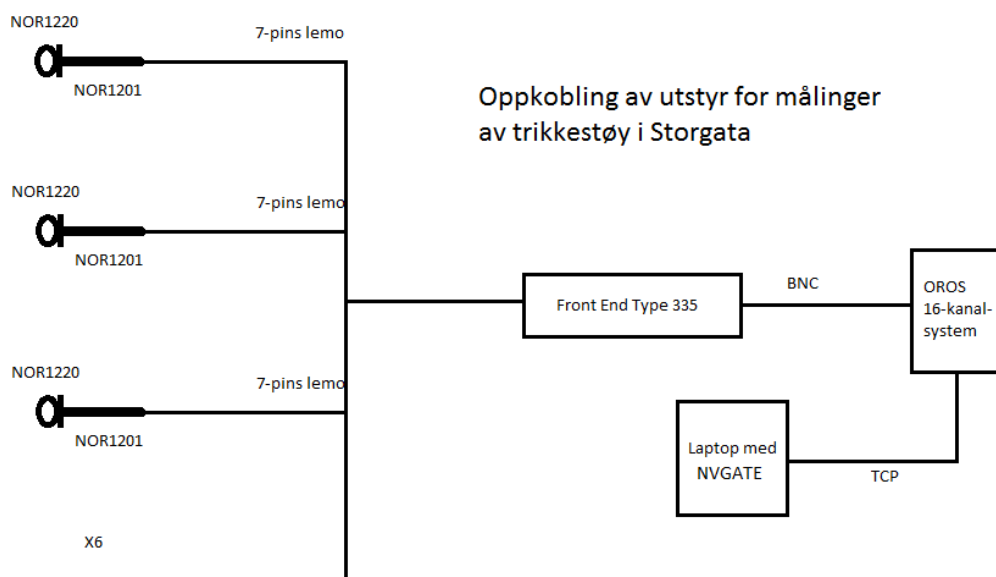 NOR1220
7-pins lemo
NOR1201
Oppkobling av utstyr for målinger
av trikkestøy i Storgata
NOR1220
7-pins lemo
NOR1201
Front End Type 335
BNC
OROS
16-kanal-
system
NOR1220
7-pins lemo
NOR1201
Laptop med
NVGATE
TCP
X6